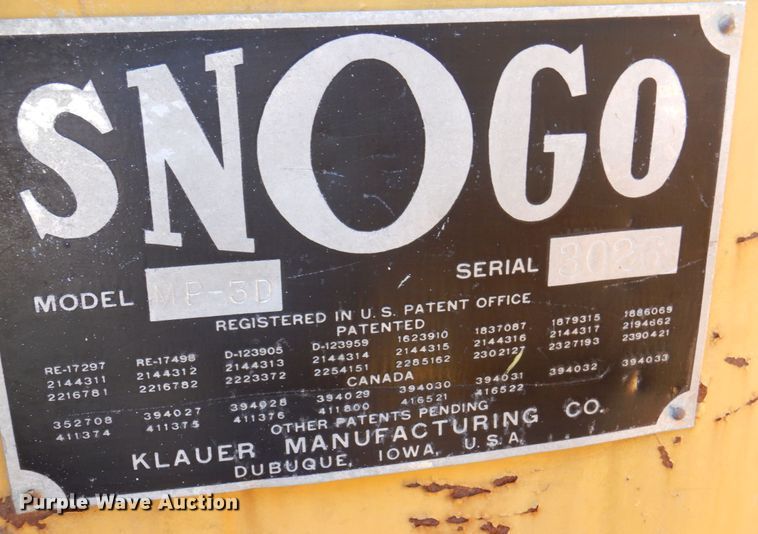 SNOGO
MODEL MP-3D SERIAL 3026
REGISTERED IN U.S. PATENT OFFICE
PATENTED
RE-17297 RE-17498 D-123905 D-123959 1623910 1837087 1879315 1886069
2144311 2144312 2144313 2144314 2144315 2144316 2144317 2194662
2216781 2216782 2223372 2254151 2285162 2302127 2327193 2390421
CANADA
352708 394027 394028 394029 394030 394031 394032 394033
411374 411375 411376 411800 416521 416522
OTHER PATENTS PENDING
KLAUER MANUFACTURING CO.
DUBUQUE, IOWA, U.S.A.
Purple Wave Auction